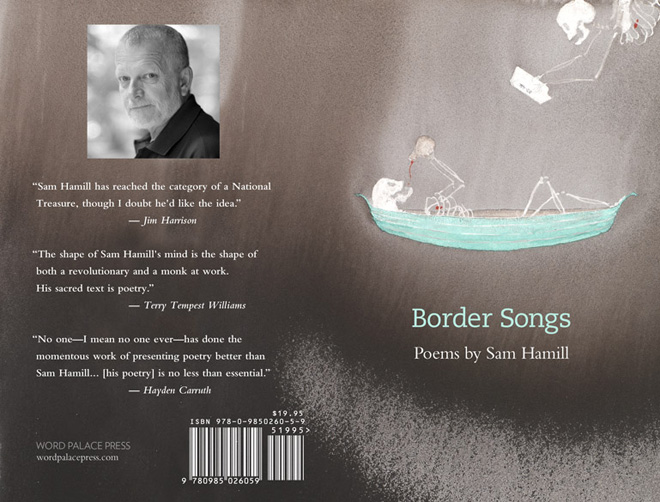 “Sam Hamill has reached the category of a National
Treasure, though I doubt he'd like the idea.”
— Jim Harrison
“The shape of Sam Hamill's mind is the shape of
both a revolutionary and a monk at work.
His sacred text is poetry.”
— Terry Tempest Williams
“No one—I mean no one ever—has done the
momentous work of presenting poetry better than
Sam Hamill... [his poetry] is no less than essential.”
— Hayden Carruth
$19.95
ISBN 978-0-9850260-5-9
51995>
9 780985 026059
WORD PALACE PRESS
wordpalacepress.com
Border Songs
Poems by Sam Hamill